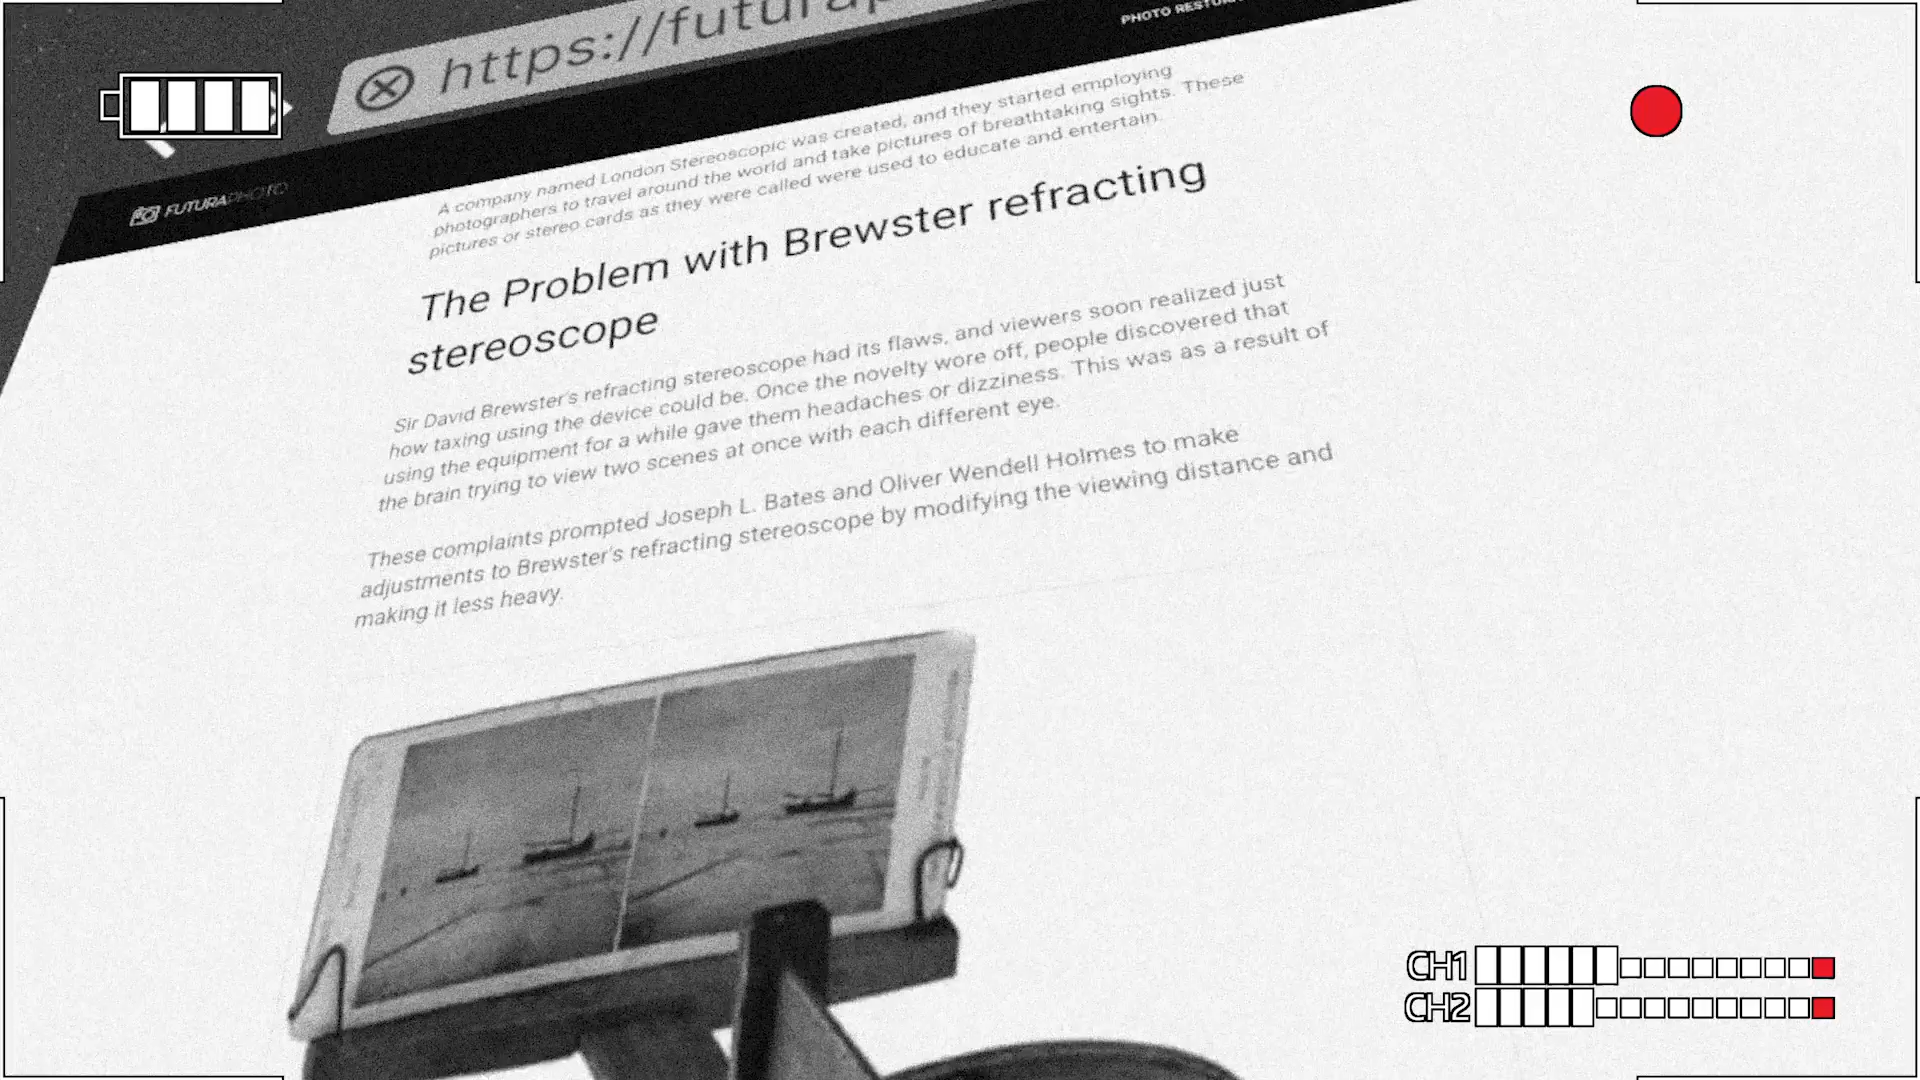 https://futurap
PHOTO RESTORA
FUTURAPHOTO
A company named London Stereoscopic was created, and they started employing
photographers to travel around the world and take pictures of breathtaking sights. These
pictures or stereo cards as they were called were used to educate and entertain.
The Problem with Brewster refracting
stereoscope
Sir David Brewster's refracting stereoscope had its flaws, and viewers soon realized just
how taxing using the device could be. Once the novelty wore off, people discovered that
using the equipment for a while gave them headaches or dizziness. This was as a result of
the brain trying to view two scenes at once with each different eye.
These complaints prompted Joseph L. Bates and Oliver Wendell Holmes to make
adjustments to Brewster's refracting stereoscope by modifying the viewing distance and
making it less heavy.
CH1
CH2